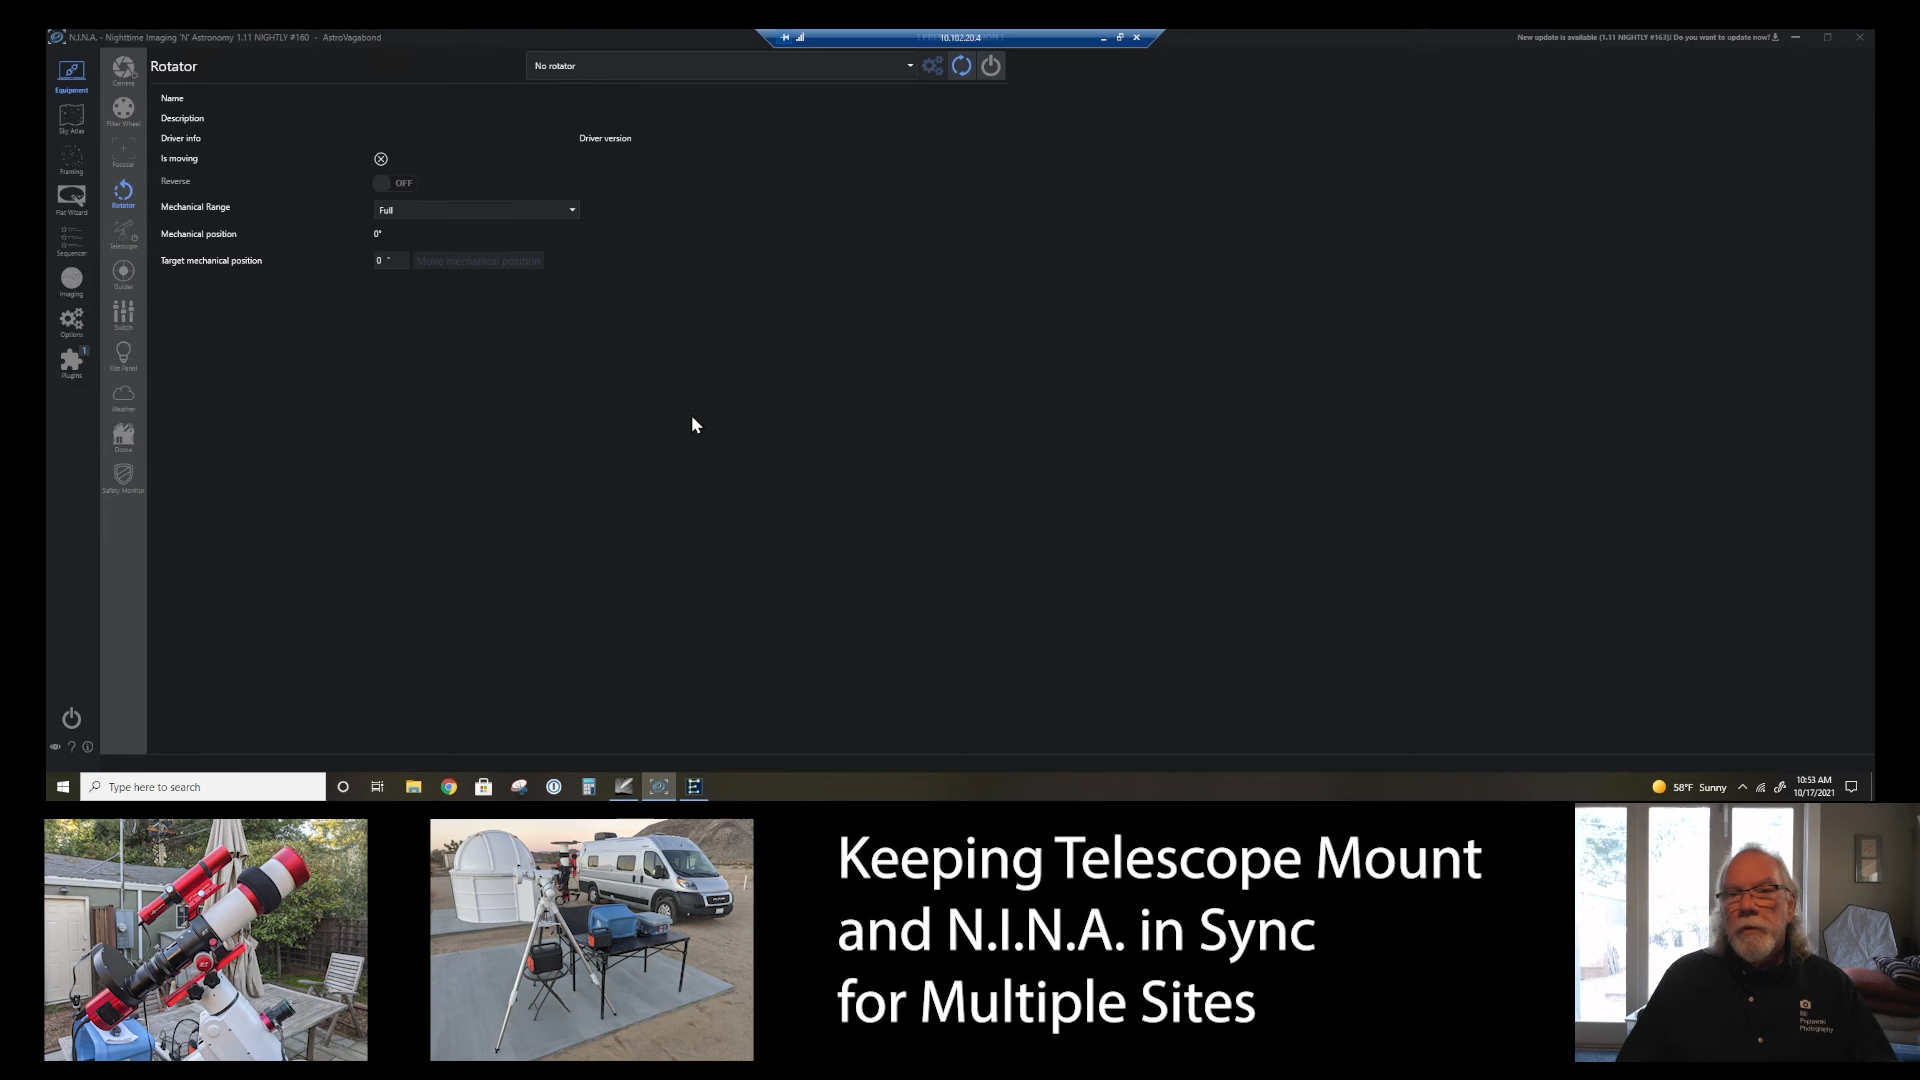 N.I.N.A. - Nighttime Imaging 'N' Astronomy 1.11 NIGHTLY #160 - AstroVagabond
10.102.20.4
New update is available (1.11 NIGHTLY #163)! Do you want to update now?
Equipment
Sky Atlas
Framing
Flat Wizard
Sequencer
Imaging
Options
1
Plugins
Camera
Filter Wheel
Focuser
Rotator
Telescope
Guider
Switch
Flat Panel
Weather
Dome
Safety Monitor
Rotator
No rotator
Name
Description
Driver info
Driver version
Is moving
Reverse
OFF
Mechanical Range
Full
Mechanical position
0°
Target mechanical position
0 °
Move mechanical position
Type here to search
58°F Sunny
10:53 AM
10/17/2021
Keeping Telescope Mount
and N.I.N.A. in Sync
for Multiple Sites
Bill
Popiawski
Photography